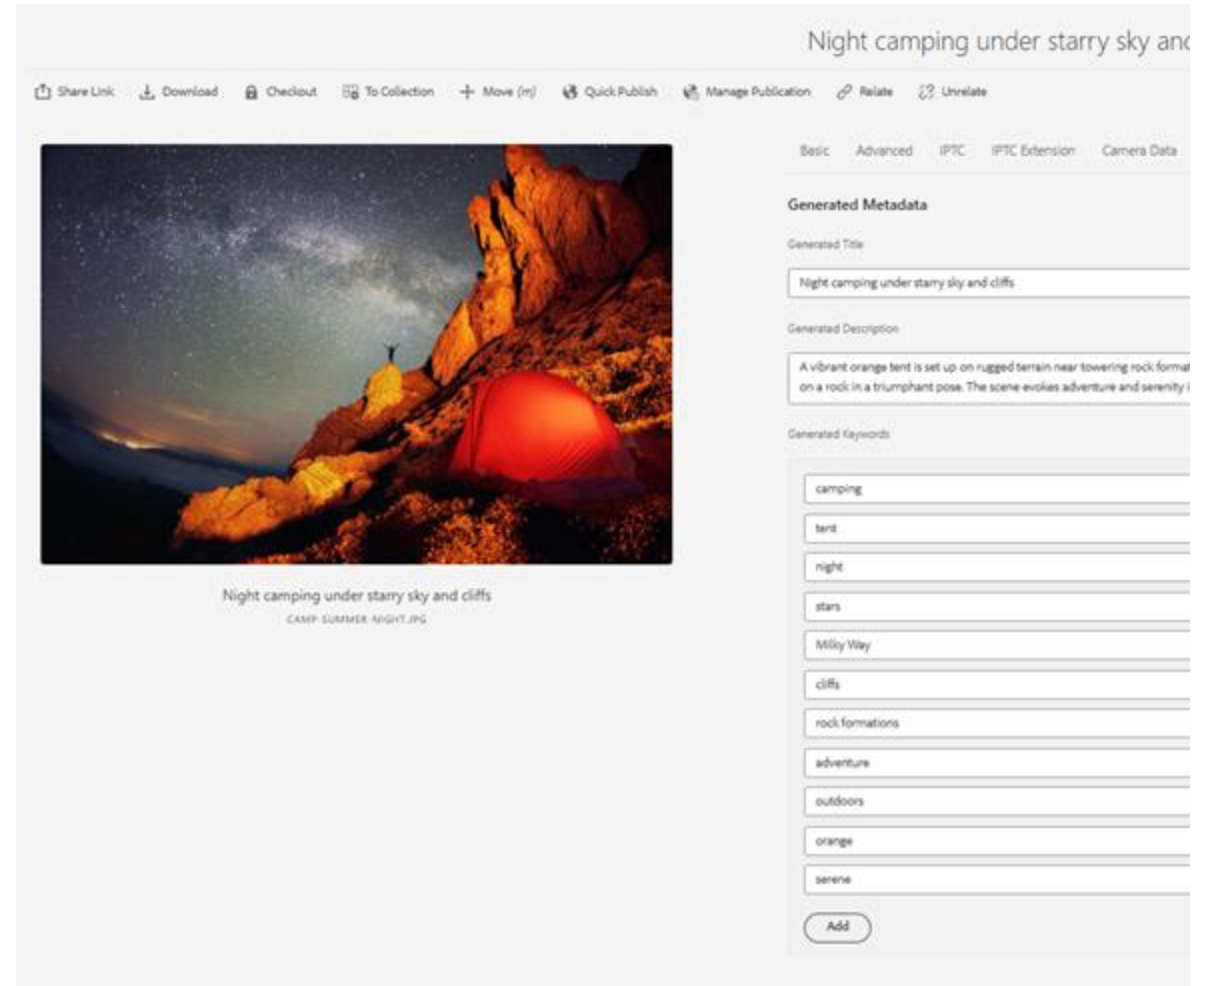 Night camping under starry sky and
Share Link Download Checkout To Collection Move (m) Quick Publish Manage Publication Relate Unrelate
Basic Advanced IPTC IPTC Extension Camera Data
Generated Metadata
Generated Title
Night camping under starry sky and cliffs
Generated Description
A vibrant orange tent is set up on rugged terrain near towering rock format
on a rock in a triumphant pose. The scene evokes adventure and serenity i
Generated Keywords
camping
tent
night
stars
Milky Way
cliffs
rock formations
adventure
outdoors
orange
serene
Add
Night camping under starry sky and cliffs
CAMP-SUMMER-NIGHT.JPG